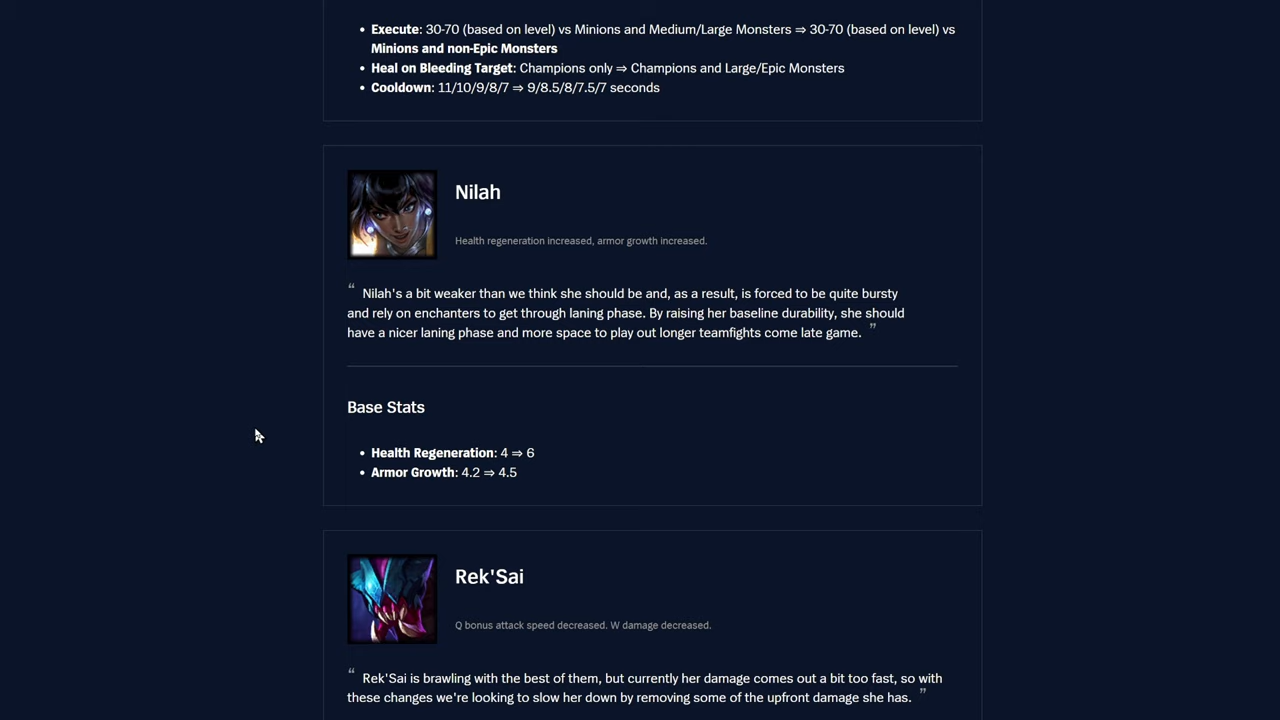 • Execute: 30-70 (based on level) vs Minions and Medium/Large Monsters ⇒ 30-70 (based on level) vs
Minions and non-Epic Monsters
• Heal on Bleeding Target: Champions only ⇒ Champions and Large/Epic Monsters
• Cooldown: 11/10/9/8/7 ⇒ 9/8.5/8/7.5/7 seconds
Nilah
Health regeneration increased, armor growth increased.
“ Nilah's a bit weaker than we think she should be and, as a result, is forced to be quite bursty
and rely on enchanters to get through laning phase. By raising her baseline durability, she should
have a nicer laning phase and more space to play out longer teamfights come late game. ”
Base Stats
• Health Regeneration: 4 ⇒ 6
• Armor Growth: 4.2 ⇒ 4.5
Rek'Sai
Q bonus attack speed decreased. W damage decreased.
“ Rek'Sai is brawling with the best of them, but currently her damage comes out a bit too fast, so with
these changes we're looking to slow her down by removing some of the upfront damage she has. ”